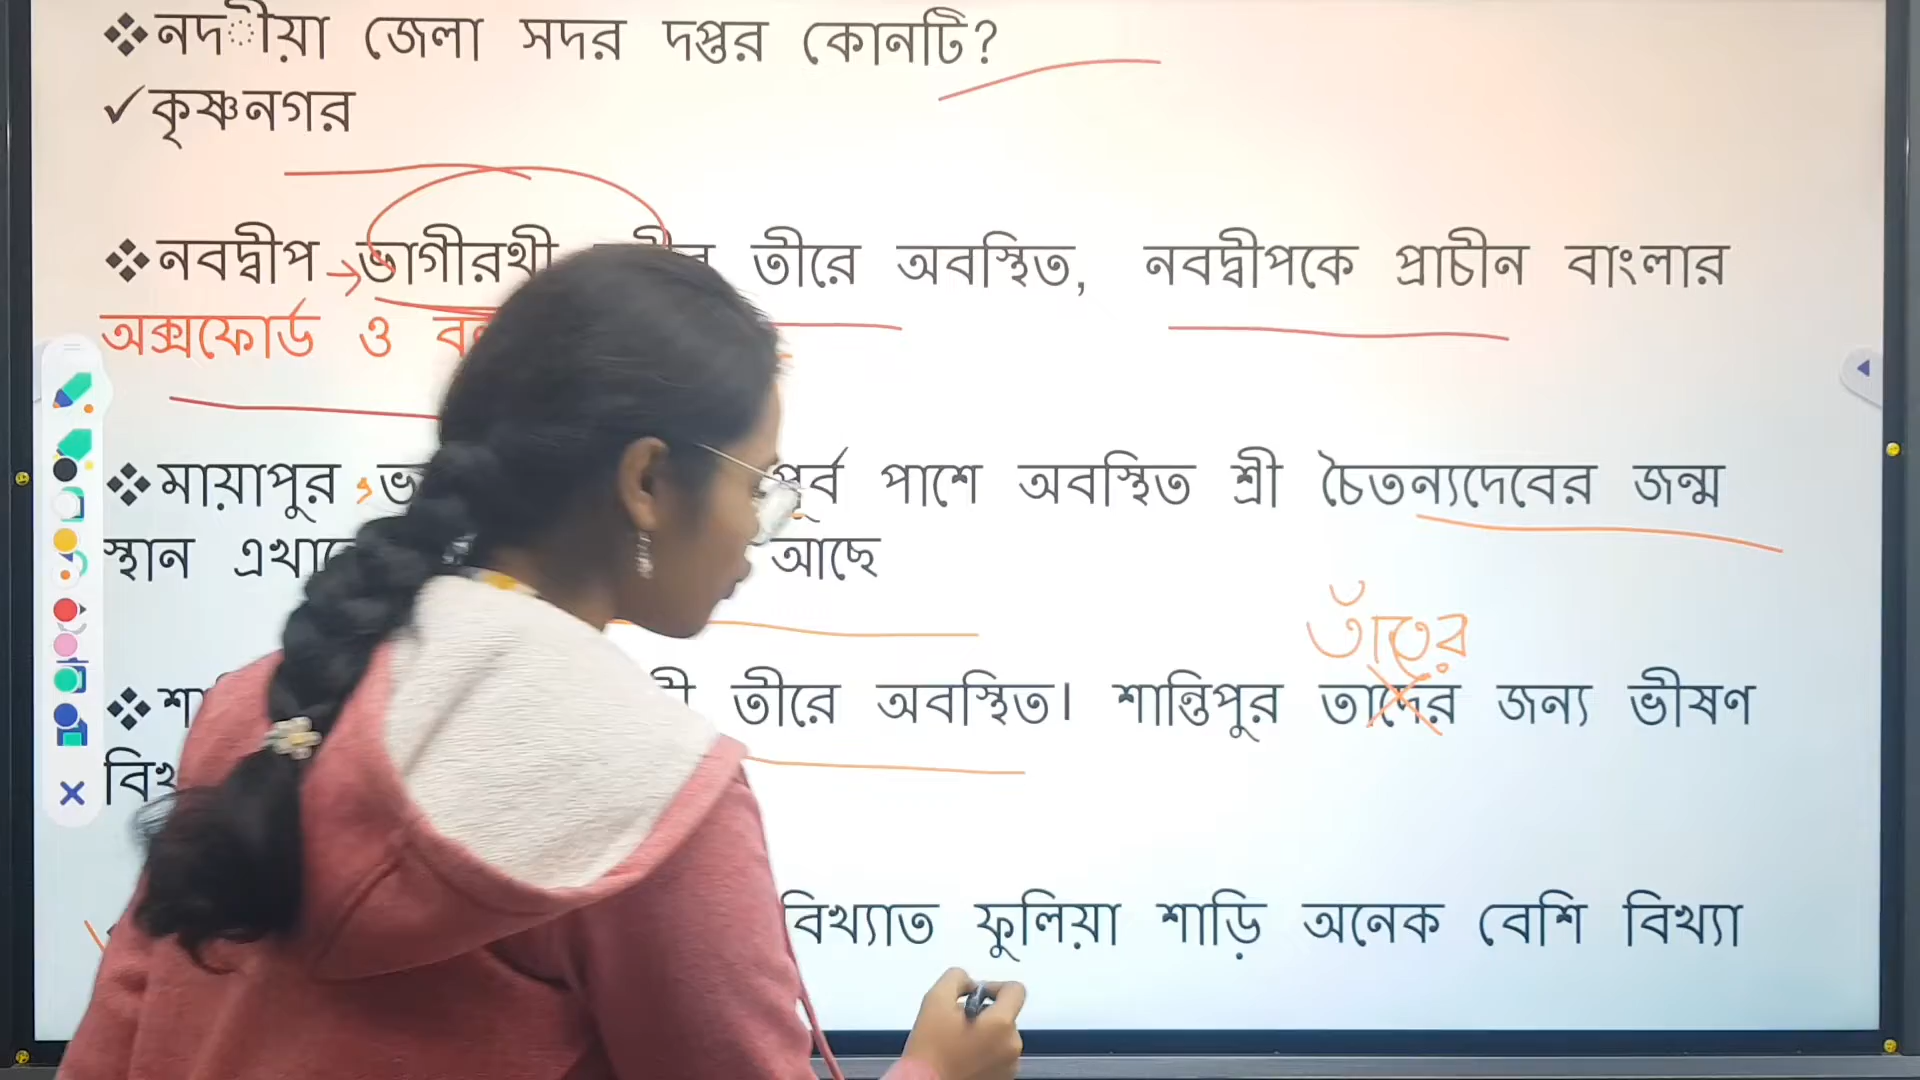 ❖নদীয়া জেলা সদর দপ্তর কোনটি?
✓কৃষ্ণনগর
❖নবদ্বীপ→ভাগীরথী তীরে অবস্থিত, নবদ্বীপকে প্রাচীন বাংলার
অক্সফোর্ড ও
❖মায়াপুর পূর্ব পাশে অবস্থিত শ্রী চৈতন্যদেবের জন্ম
স্থান আছে
তাঁতের
❖ তীরে অবস্থিত। শান্তিপুর তাদের জন্য ভীষণ
বিখ্যাত ফুলিয়া শাড়ি অনেক বেশি বিখ্যা